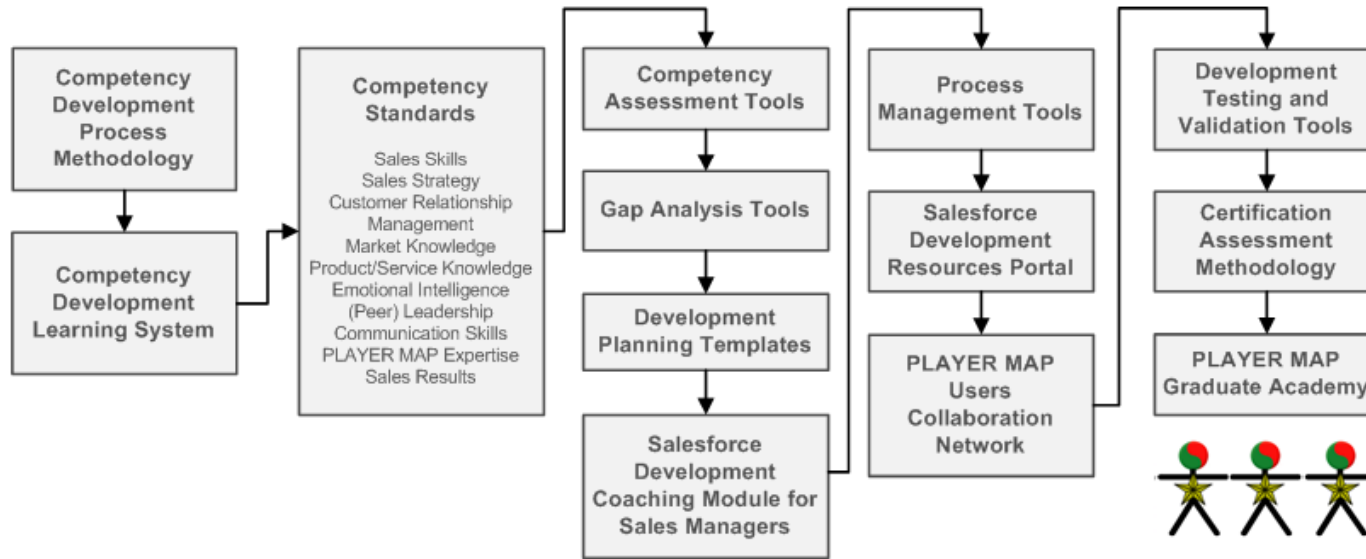 Competency
Development
Process
Methodology
Competency
Development
Learning System
Competency
Standards
Sales Skills
Sales Strategy
Customer Relationship
Management
Market Knowledge
Product/Service Knowledge
Emotional Intelligence
(Peer) Leadership
Communication Skills
PLAYER MAP Expertise
Sales Results
Competency
Assessment Tools
Gap Analysis Tools
Development
Planning Templates
Salesforce
Development
Coaching Module for
Sales Managers
Process
Management Tools
Salesforce
Development
Resources Portal
PLAYER MAP
Users
Collaboration
Network
Development
Testing and
Validation Tools
Certification
Assessment
Methodology
PLAYER MAP
Graduate Academy